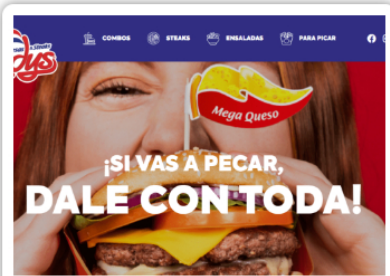 COMBOS
STEAKS
ENSALADAS
PARA PICAR
Mega Queso
¡SI VAS A PECAR,
DALE CON TODA!